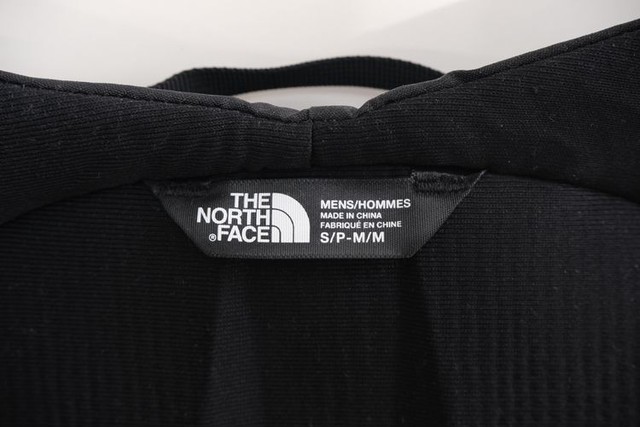 THE
NORTH
®FACE
MENS/HOMMES
MADE IN CHINA
FABRIQUÉ EN CHINE
S/P-M/M